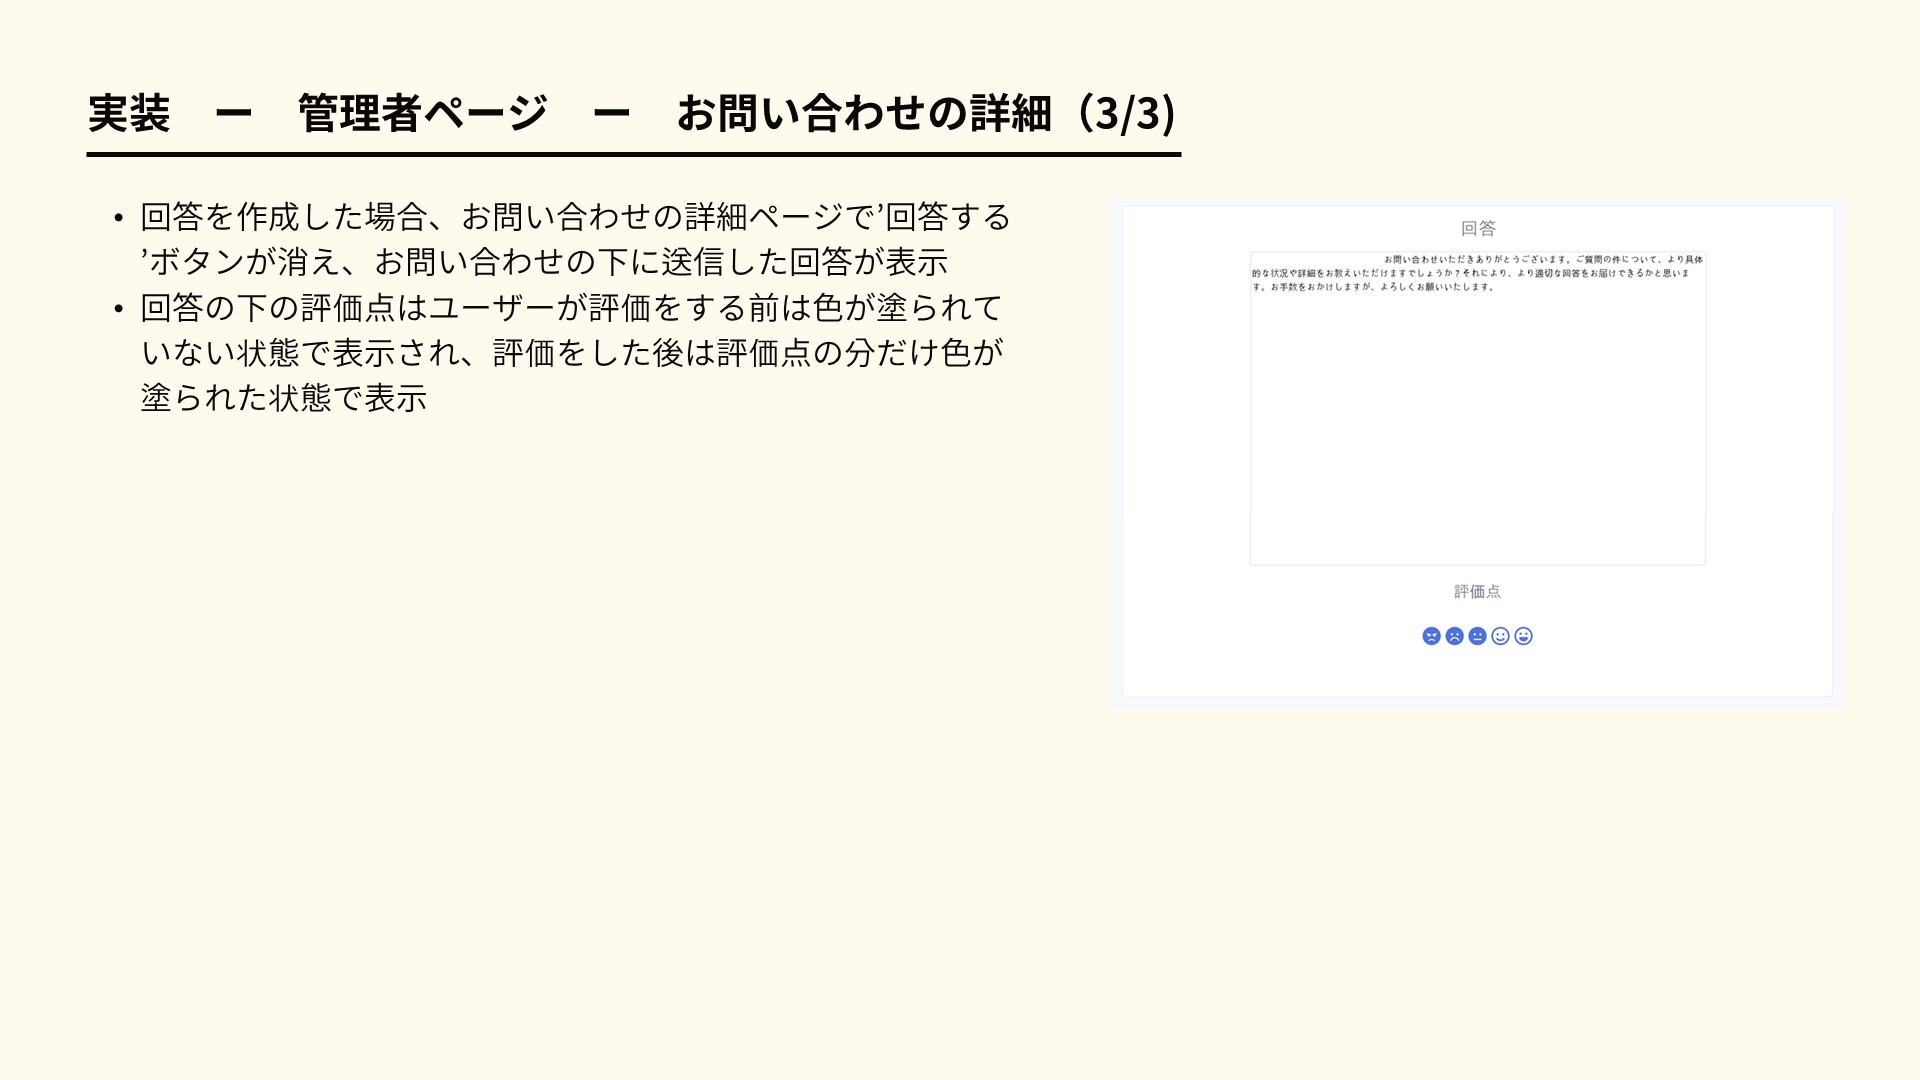 実装　ー　管理者ページ　ー　お問い合わせの詳細（3/3)
• 回答を作成した場合、お問い合わせの詳細ページで’回答する
’ボタンが消え、お問い合わせの下に送信した回答が表示
• 回答の下の評価点はユーザーが評価をする前は色が塗られて
いない状態で表示され、評価をした後は評価点の分だけ色が
塗られた状態で表示
回答
お問い合わせいただきありがとうございます。ご質問の件について、より具体
的な状況や詳細をお教えいただけますでしょうか？それにより、より適切な回答をお届けできるかと思いま
す。お手数をおかけしますが、よろしくお願いいたします。
評価点